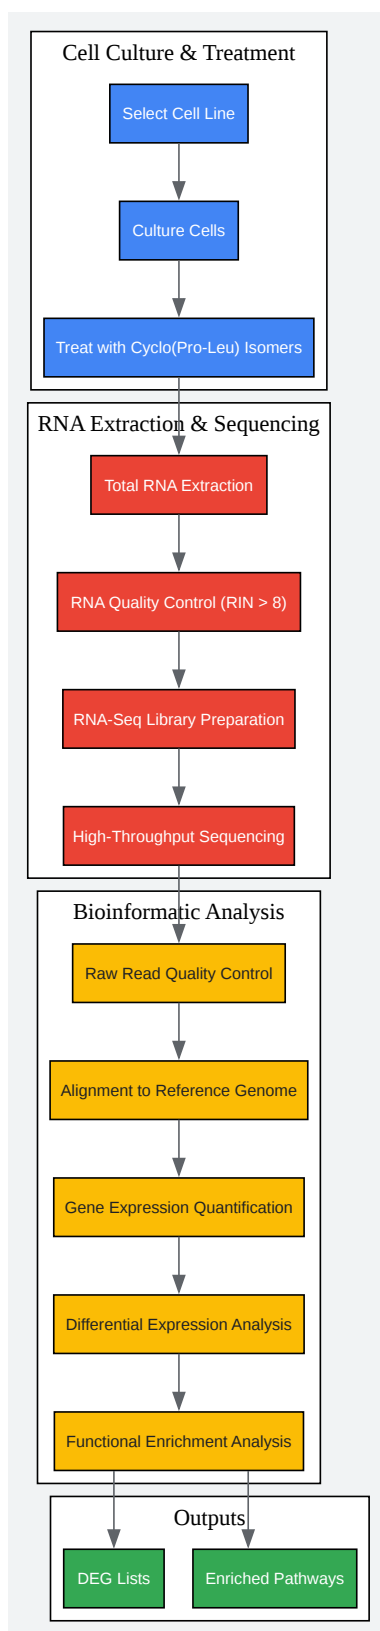 Cell Culture & Treatment
Select Cell Line
Culture Cells
Treat with Cyclo(Pro-Leu) Isomers
RNA Extraction & Sequencing
Total RNA Extraction
RNA Quality Control (RIN > 8)
RNA-Seq Library Preparation
High-Throughput Sequencing
Bioinformatic Analysis
Raw Read Quality Control
Alignment to Reference Genome
Gene Expression Quantification
Differential Expression Analysis
Functional Enrichment Analysis
Outputs
DEG Lists
Enriched Pathways